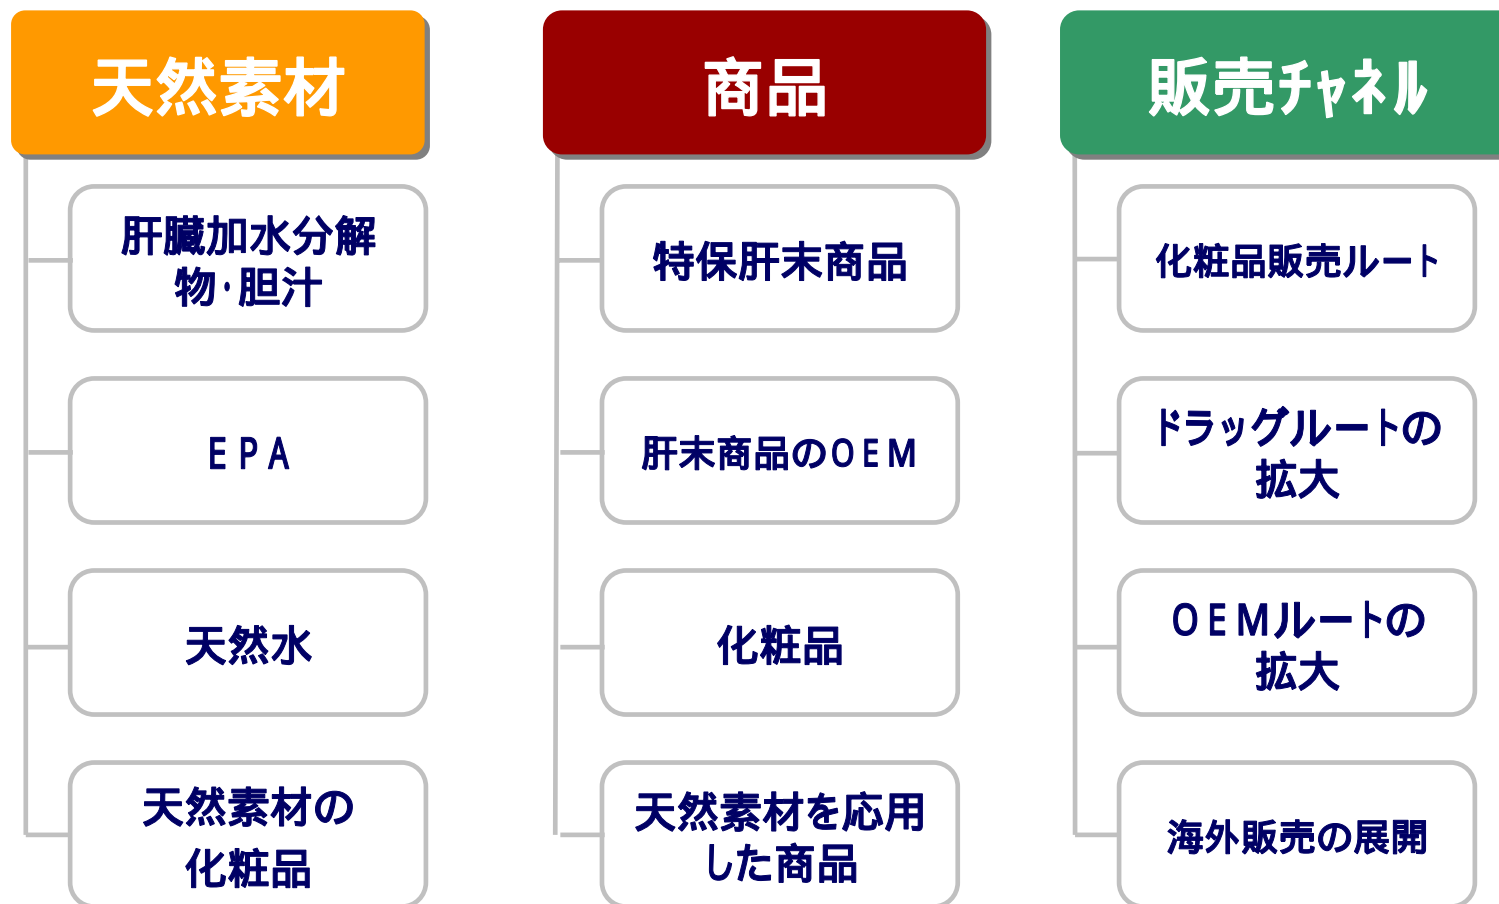 天然素材
肝臓加水分解
物・胆汁
ＥＰＡ
天然水
天然素材の
化粧品
商品
特保肝末商品
肝末商品のＯＥＭ
化粧品
天然素材を応用
した商品
販売ﾁｬﾈﾙ
化粧品販売ルート
ドラッグルートの
拡大
ＯＥＭルートの
拡大
海外販売の展開